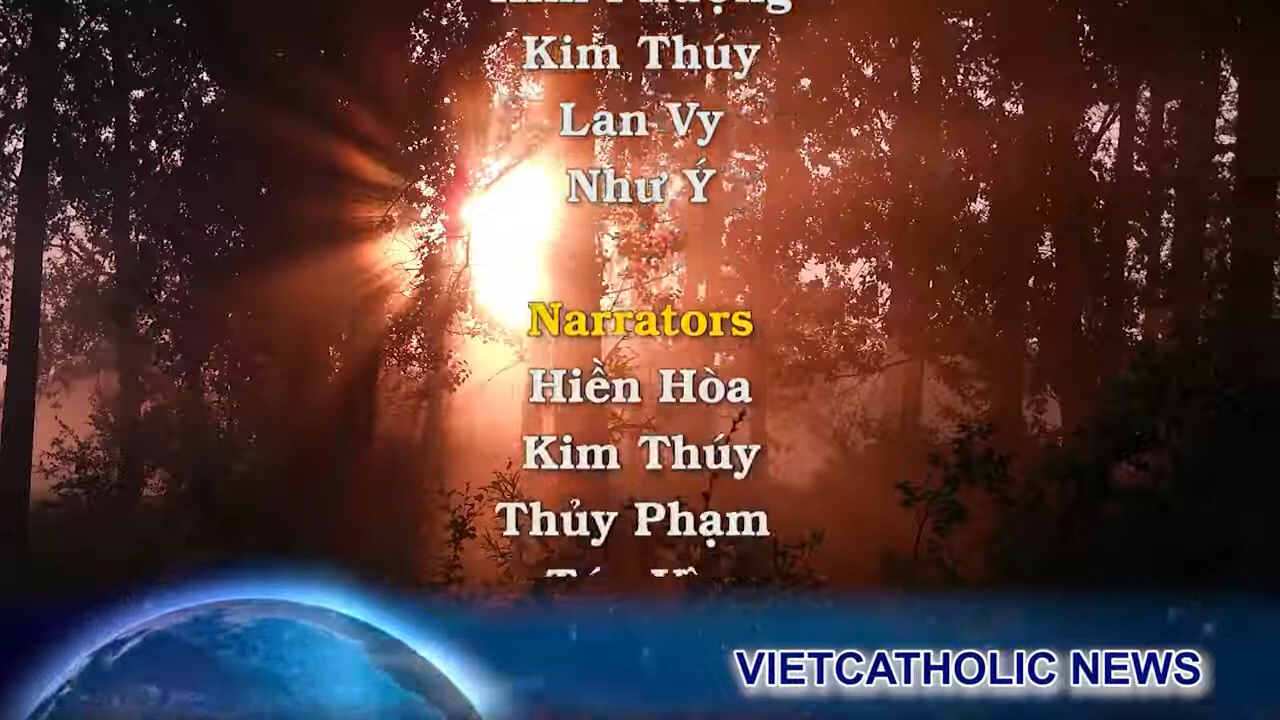 Kim Thúy
Lan Vy
Như Ý
Narrators
Hiền Hòa
Kim Thúy
Thủy Phạm
VIETCATHOLIC NEWS